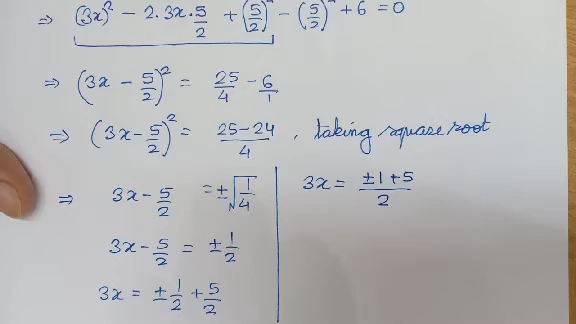 ⇒ (3x)² - 2.3x.5/2 + (5/2)² - (5/2)² + 6 = 0
⇒ (3x - 5/2)² = 25/4 - 6/1
⇒ (3x - 5/2)² = 25-24/4 , taking square root
⇒ 3x - 5/2 = ±√1/4
3x - 5/2 = ± 1/2
3x = ± 1/2 + 5/2
3x = ±1+5/2